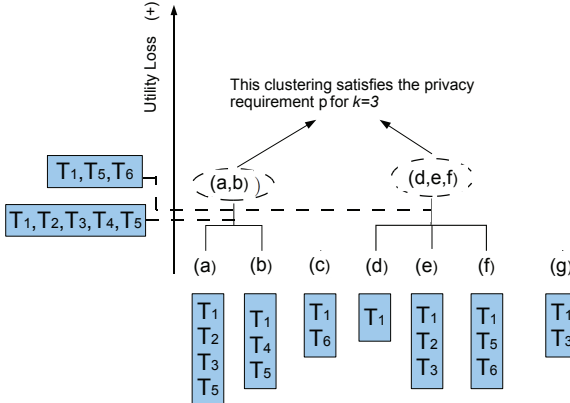 Utility Loss (+)
This clustering satisfies the privacy
requirement p for k=3
T1,T5,T6
T1,T2,T3,T4,T5
(a,b)
(d,e,f)
(a)
(b)
(c)
(d)
(e)
(f)
(g)
T1
T2
T3
T5
T1
T4
T5
T1
T6
T1
T1
T2
T3
T1
T5
T6
T1
T3